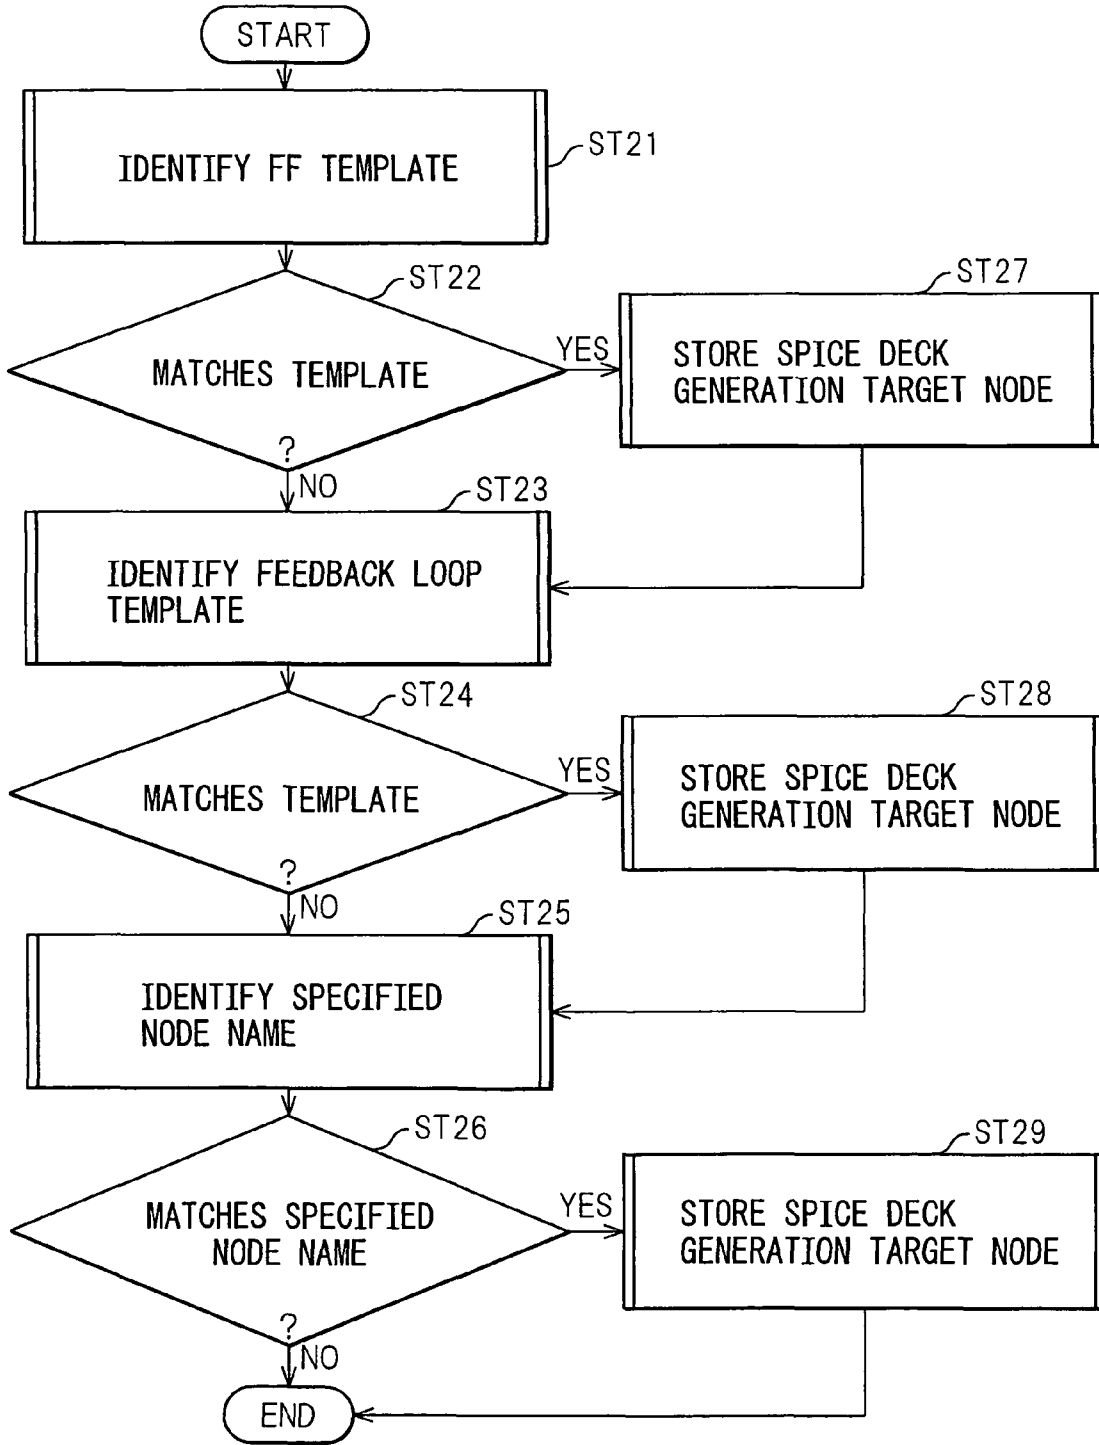 START
IDENTIFY FF TEMPLATE
ST21
ST22
MATCHES TEMPLATE
?
YES
NO
ST27
STORE SPICE DECK
GENERATION TARGET NODE
ST23
IDENTIFY FEEDBACK LOOP
TEMPLATE
ST24
MATCHES TEMPLATE
?
YES
NO
ST28
STORE SPICE DECK
GENERATION TARGET NODE
ST25
IDENTIFY SPECIFIED
NODE NAME
ST26
MATCHES SPECIFIED
NODE NAME
?
YES
NO
ST29
STORE SPICE DECK
GENERATION TARGET NODE
END